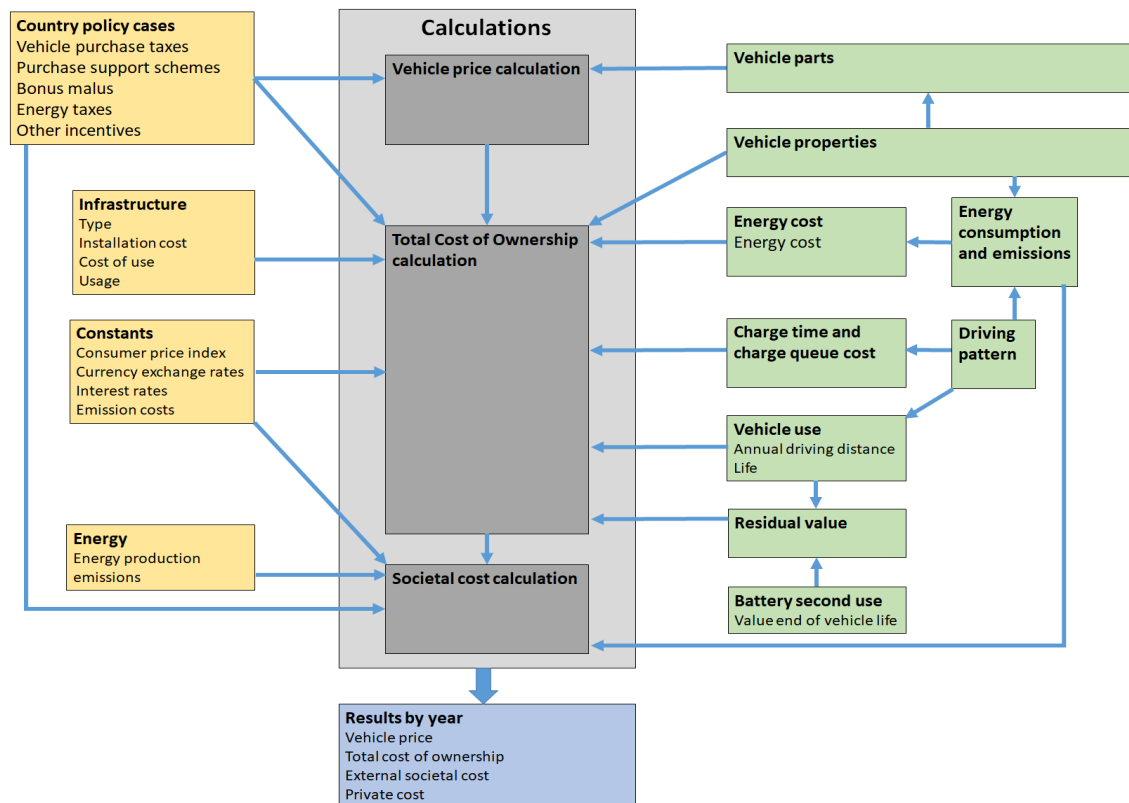 Country policy cases
Vehicle purchase taxes
Purchase support schemes
Bonus malus
Energy taxes
Other incentives
Infrastructure
Type
Installation cost
Cost of use
Usage
Constants
Consumer price index
Currency exchange rates
Interest rates
Emission costs
Energy
Energy production
emissions
Calculations
Vehicle price calculation
Total Cost of Ownership
calculation
Societal cost calculation
Results by year
Vehicle price
Total cost of ownership
External societal cost
Private cost
Vehicle parts
Vehicle properties
Energy cost
Energy cost
Energy
consumption
and emissions
Charge time and
charge queue cost
Driving
pattern
Vehicle use
Annual driving distance
Life
Residual value
Battery second use
Value end of vehicle life